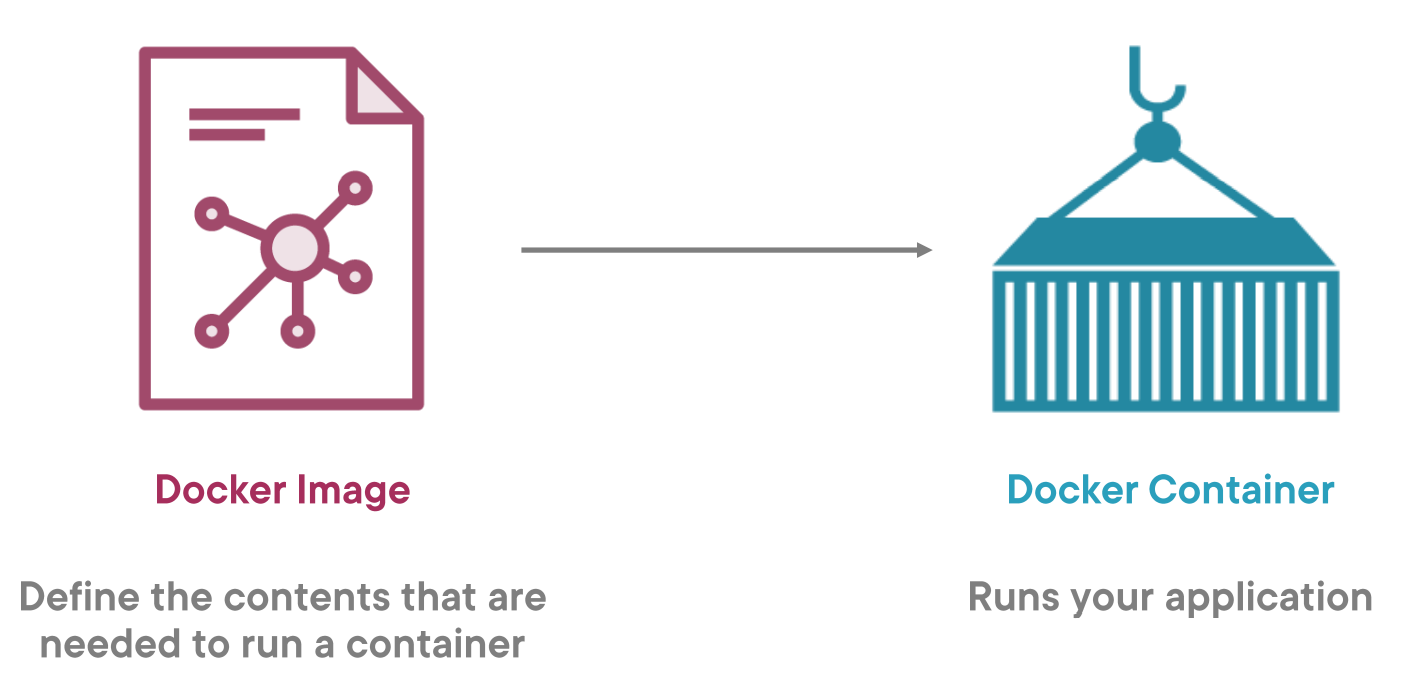 Docker Image
Docker Container
Define the contents that are
needed to run a container
Runs your application